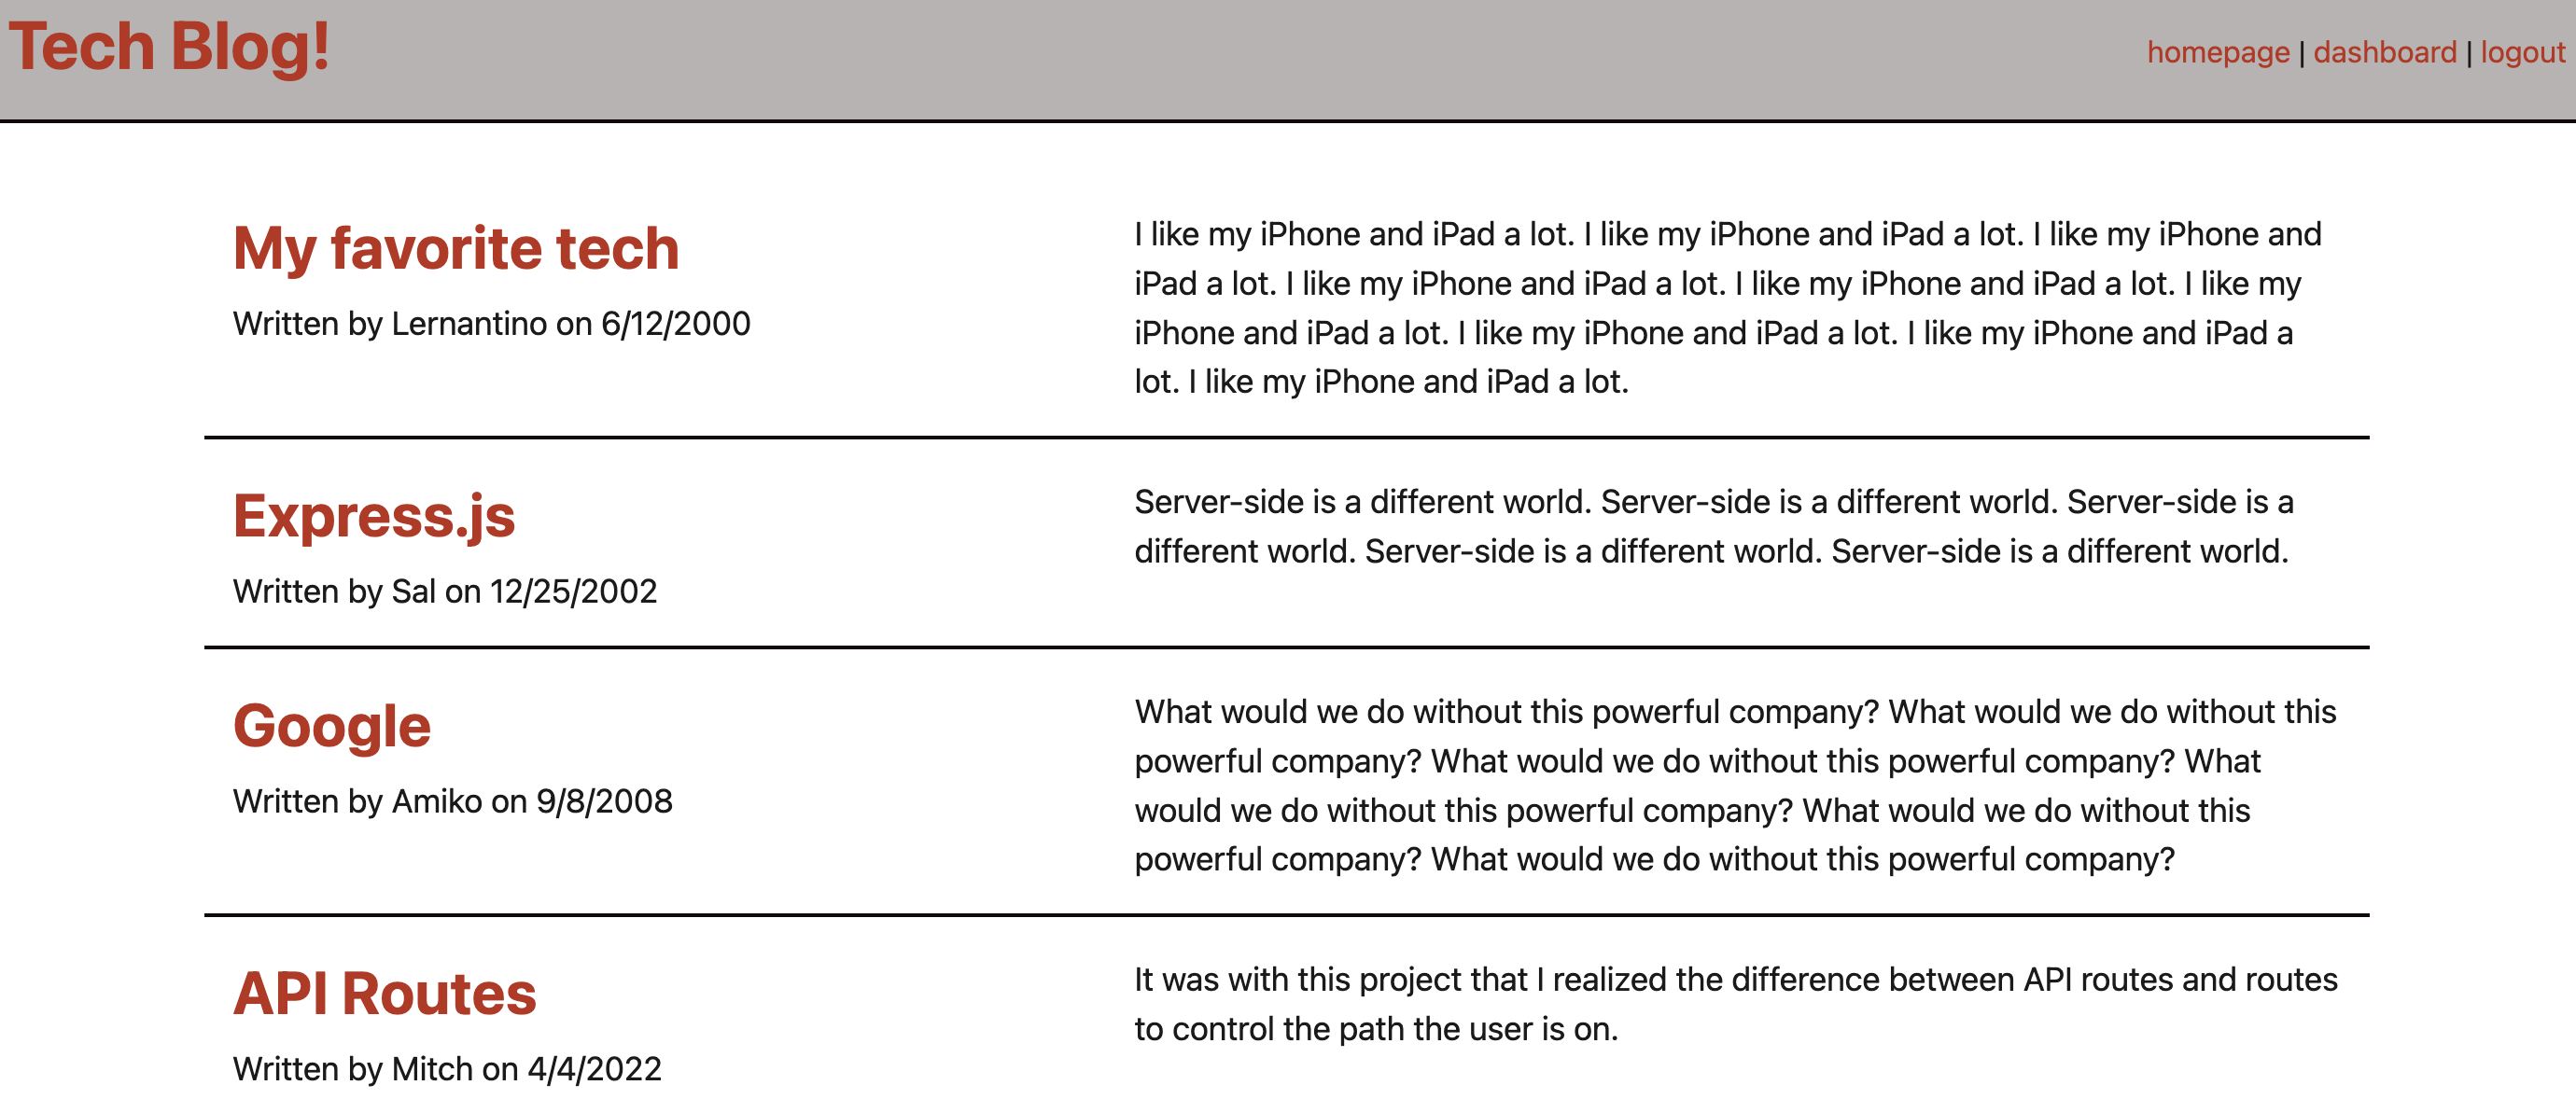 Tech Blog!
homepage | dashboard | logout
My favorite tech
Written by Lernantino on 6/12/2000
I like my iPhone and iPad a lot. I like my iPhone and iPad a lot. I like my iPhone and
iPad a lot. I like my iPhone and iPad a lot. I like my iPhone and iPad a lot. I like my
iPhone and iPad a lot. I like my iPhone and iPad a lot. I like my iPhone and iPad a
lot. I like my iPhone and iPad a lot.
Express.js
Written by Sal on 12/25/2002
Server-side is a different world. Server-side is a different world. Server-side is a
different world. Server-side is a different world. Server-side is a different world.
Google
Written by Amiko on 9/8/2008
What would we do without this powerful company? What would we do without this
powerful company? What would we do without this powerful company? What
would we do without this powerful company? What would we do without this
powerful company? What would we do without this powerful company?
API Routes
Written by Mitch on 4/4/2022
It was with this project that I realized the difference between API routes and routes
to control the path the user is on.